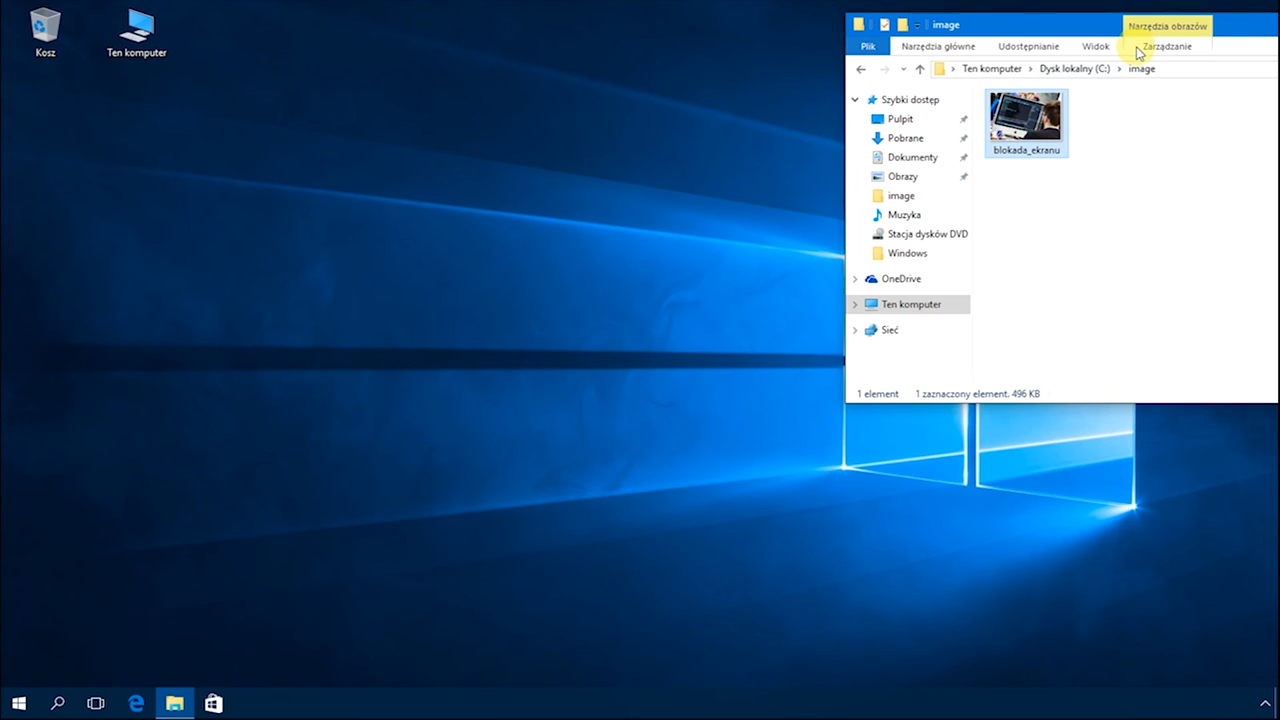 Kosz
Ten komputer
image
Narzędzia obrazów
Plik
Narzędzia główne
Udostępnianie
Widok
Zarządzanie
Ten komputer
Dysk lokalny (C:)
image
Szybki dostęp
Pulpit
Pobrane
Dokumenty
Obrazy
image
Muzyka
Stacja dysków DVD
Windows
OneDrive
Ten komputer
Sieć
blokada_ekranu
1 element
1 zaznaczony element. 496 KB